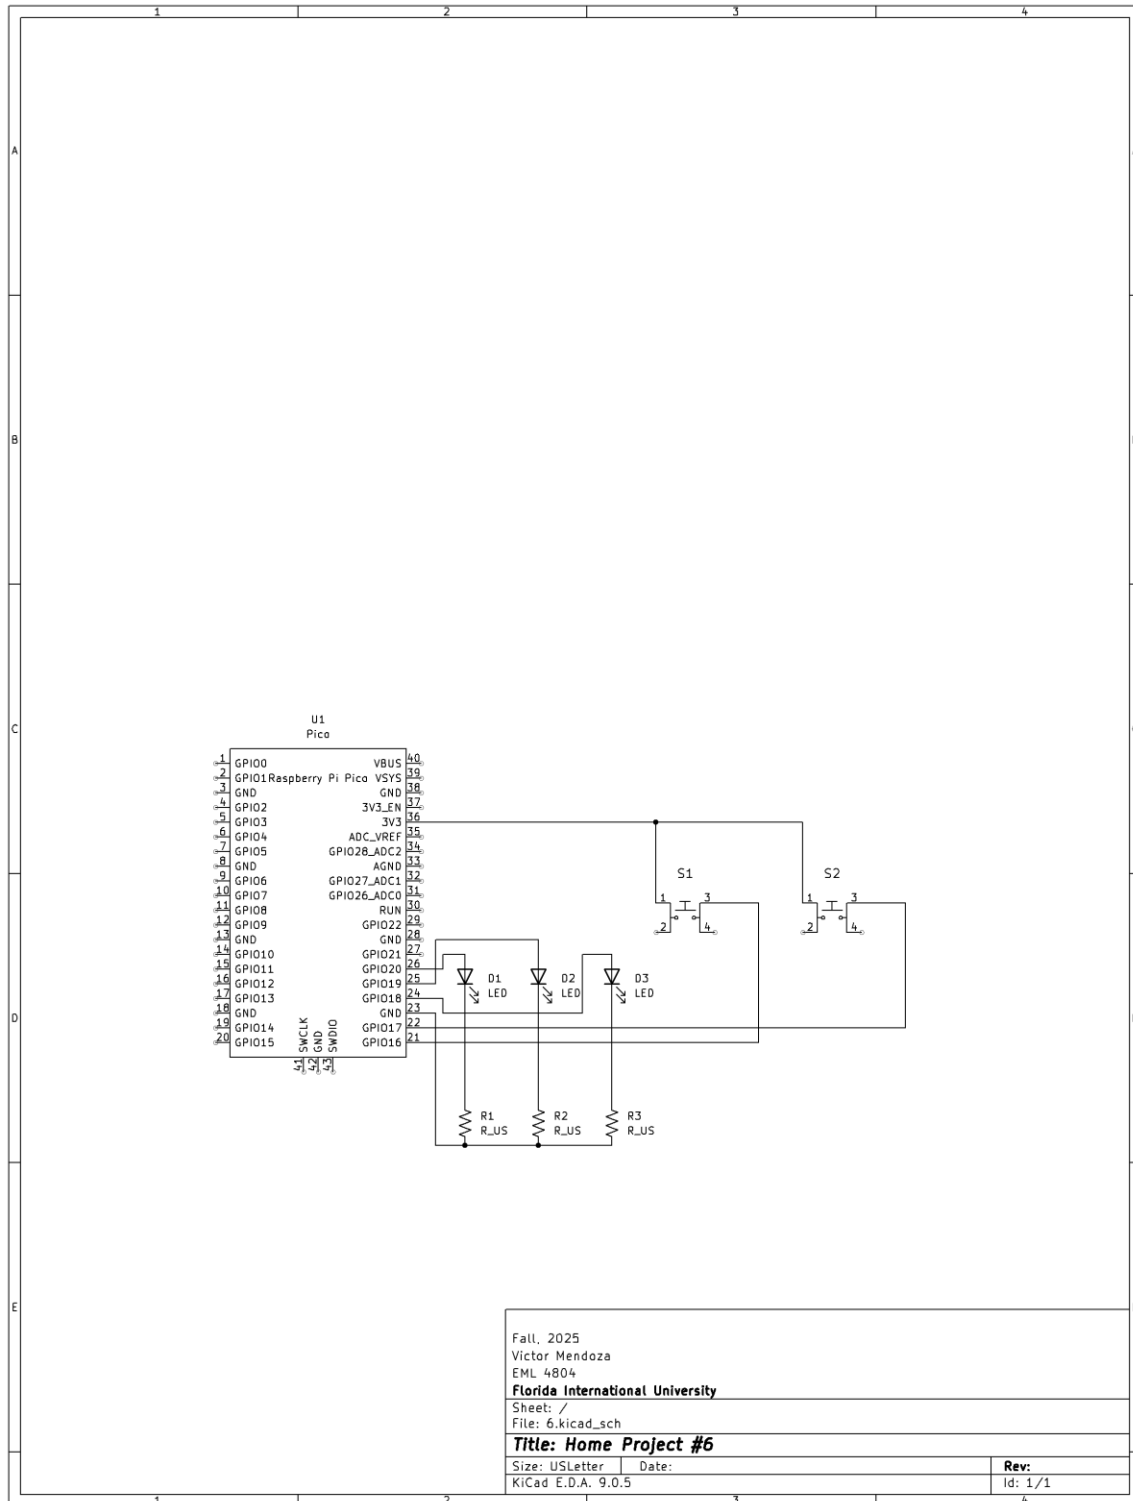 1 2 3 4
A
B
C
D
E
U1
Pico
1 GPIO0 VBUS 40
2 GPIO1 Raspberry Pi Pico VSYS 39
3 GND GND 38
4 GPIO2 3V3_EN 37
5 GPIO3 3V3 36
6 GPIO4 ADC_VREF 35
7 GPIO5 GPIO28_ADC2 34
8 GND AGND 33
9 GPIO6 GPIO27_ADC1 32
10 GPIO7 GPIO26_ADC0 31
11 GPIO8 RUN 30
12 GPIO9 GPIO22 29
13 GND GND 28
14 GPIO10 GPIO21 27
15 GPIO11 GPIO20 26
16 GPIO12 GPIO19 25
17 GPIO13 GPIO18 24
18 GND GND 23
19 GPIO14 GPIO17 22
20 GPIO15 GPIO16 21
41 SWCLK
42 GND
43 SWDIO
S1
1 3
2 4
S2
1 3
2 4
D1
LED
D2
LED
D3
LED
R1
R_US
R2
R_US
R3
R_US
Fall, 2025
Victor Mendoza
EML 4804
Florida International University
Sheet: /
File: 6.kicad_sch
Title: Home Project #6
Size: USLetter Date: Rev:
KiCad E.D.A. 9.0.5 Id: 1/1
1 2 3 4